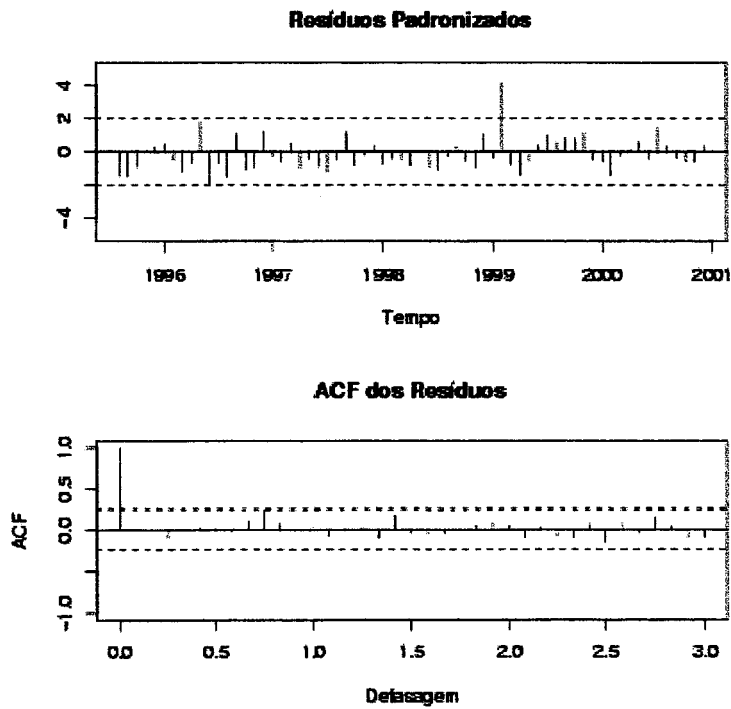 Resíduos Padronizados
4
2
0
-4
1996 1997 1998 1999 2000 2001
Tempo
ACF dos Resíduos
1.0
0.5
0.0
-1.0
ACF
0.0 0.5 1.0 1.5 2.0 2.5 3.0
Defasagem